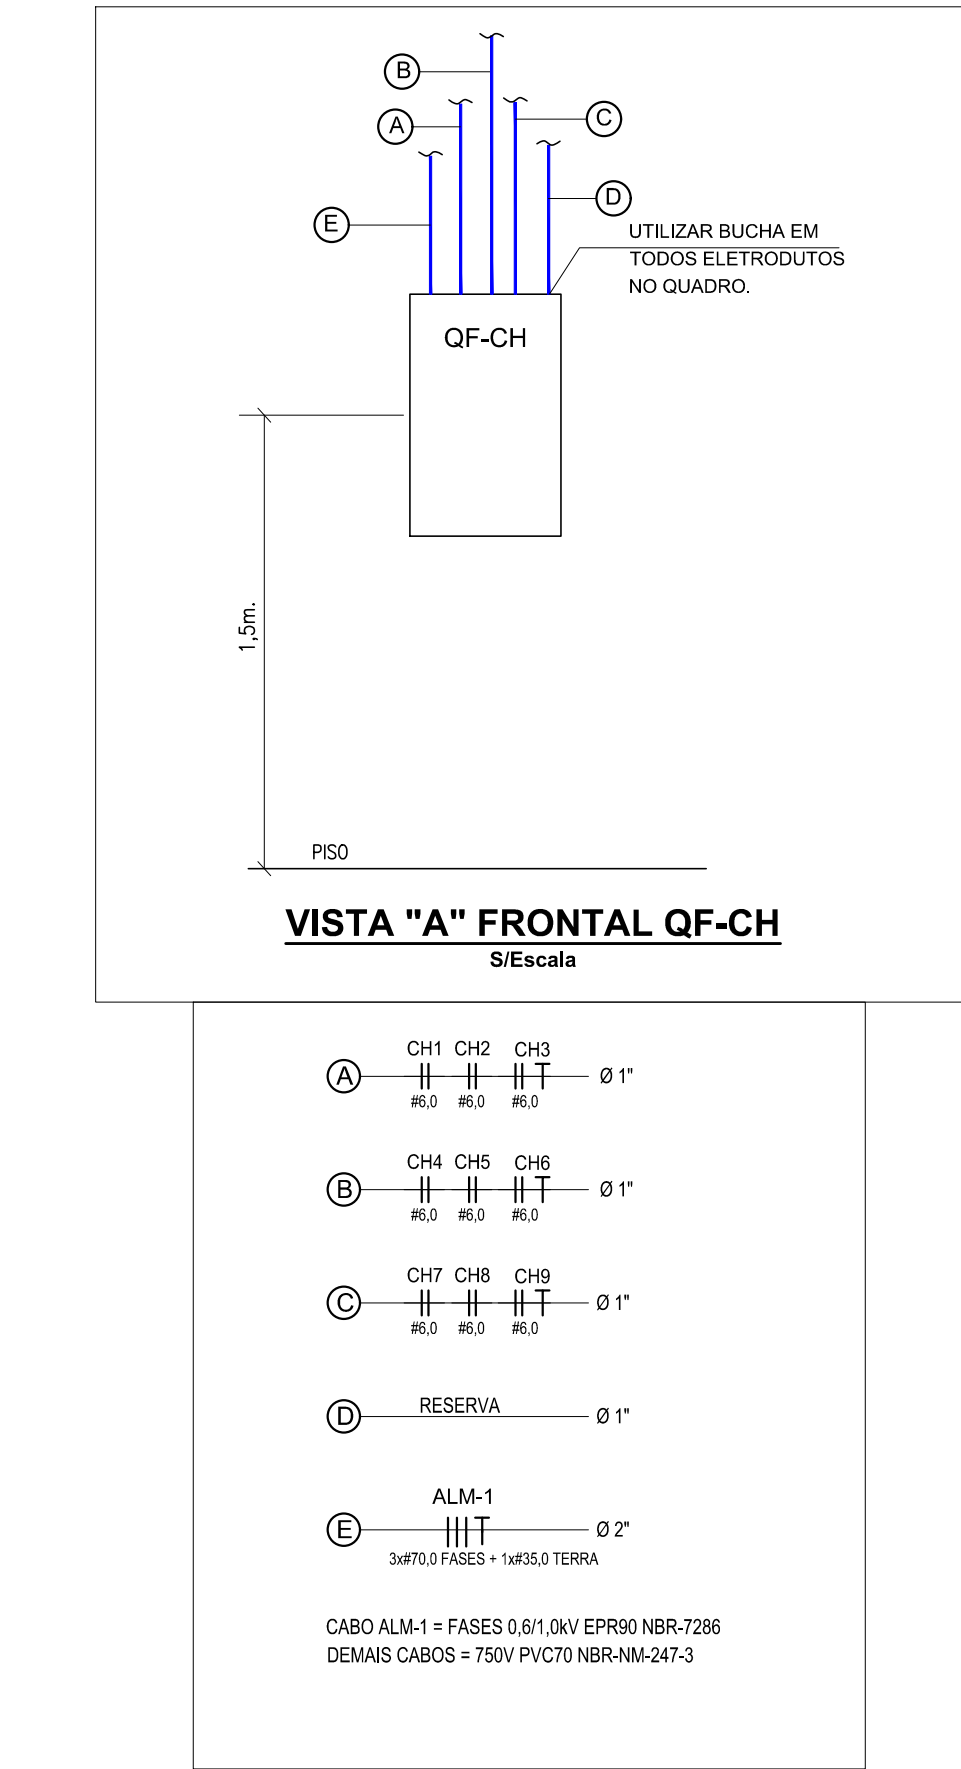 B
A
C
E
D
UTILIZAR BUCHA EM
TODOS ELETRODUTOS
NO QUADRO.
QF-CH
1,5m.
PISO
VISTA "A" FRONTAL QF-CH
S/Escala
CH1 CH2 CH3
A Ø 1"
#6,0 #6,0 #6,0
CH4 CH5 CH6
B Ø 1"
#6,0 #6,0 #6,0
CH7 CH8 CH9
C Ø 1"
#6,0 #6,0 #6,0
RESERVA
D Ø 1"
ALM-1
E Ø 2"
3x#70,0 FASES + 1x#35,0 TERRA
CABO ALM-1 = FASES 0,6/1,0kV EPR90 NBR-7286
DEMAIS CABOS = 750V PVC70 NBR-NM-247-3